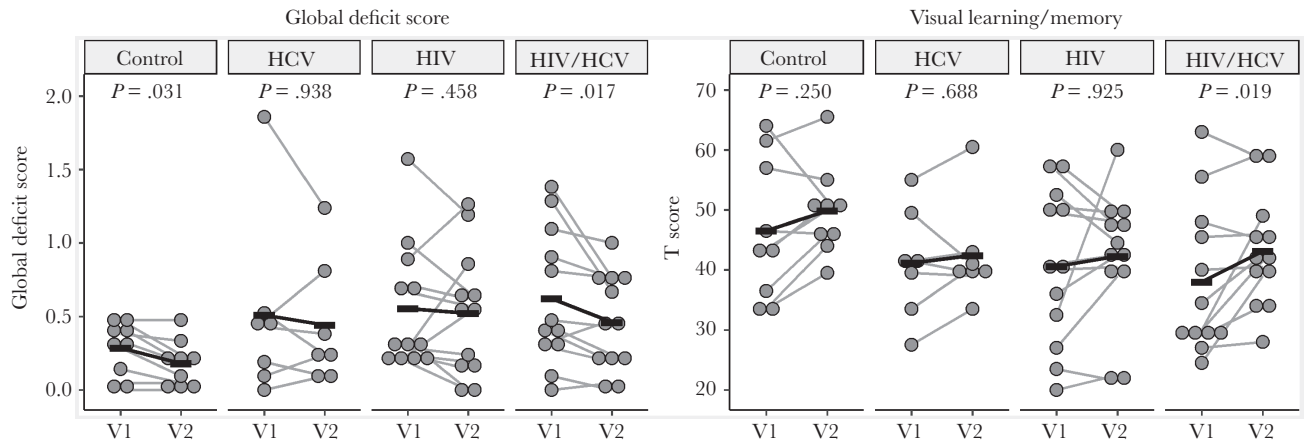 Global deficit score
Visual learning/memory
Control
HCV
HIV
HIV/HCV
Control
HCV
HIV
HIV/HCV
P = .031
P = .938
P = .458
P = .017
P = .250
P = .688
P = .925
P = .019
Global deficit score
2.0
1.5
1.0
0.5
0.0
T score
70
60
50
40
30
20
V1 V2
V1 V2
V1 V2
V1 V2
V1 V2
V1 V2
V1 V2
V1 V2